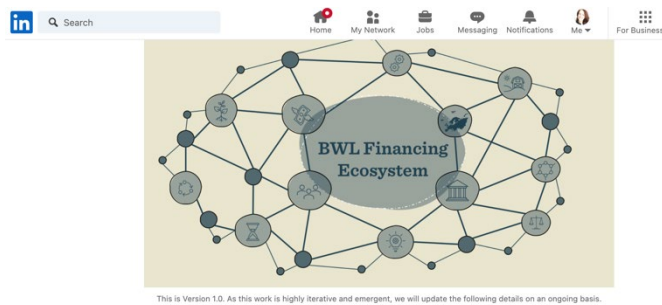 in
Search
Home
My Network
Jobs
Messaging
Notifications
Me
For Business
BWL Financing
Ecosystem
This is Version 1.0. As this work is highly iterative and emergent, we will update the following details on an ongoing basis.